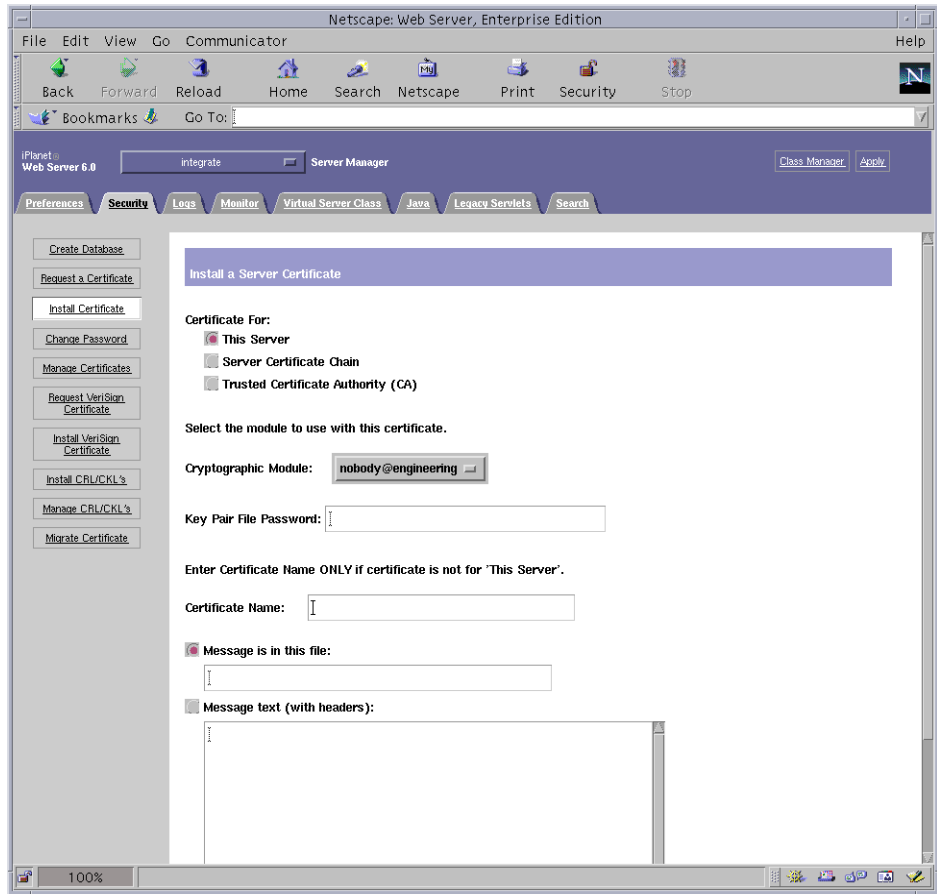 Netscape: Web Server, Enterprise Edition
File Edit View Go Communicator Help
Back Forward Reload Home Search Netscape Print Security Stop
My
N
Bookmarks Go To:
iPlanet
Web Server 6.0
integrate
Server Manager
Class Manager Apply
Preferences Security Logs Monitor Virtual Server Class Java Legacy Servlets Search
Create Database
Request a Certificate
Install Certificate
Change Password
Manage Certificates
Request VeriSign
Certificate
Install VeriSign
Certificate
Install CRL/CKL's
Manage CRL/CKL's
Migrate Certificate
Install a Server Certificate
Certificate For:
This Server
Server Certificate Chain
Trusted Certificate Authority (CA)
Select the module to use with this certificate.
Cryptographic Module: nobody@engineering
Key Pair File Password:
Enter Certificate Name ONLY if certificate is not for 'This Server'.
Certificate Name:
Message is in this file:
Message text (with headers):
100%